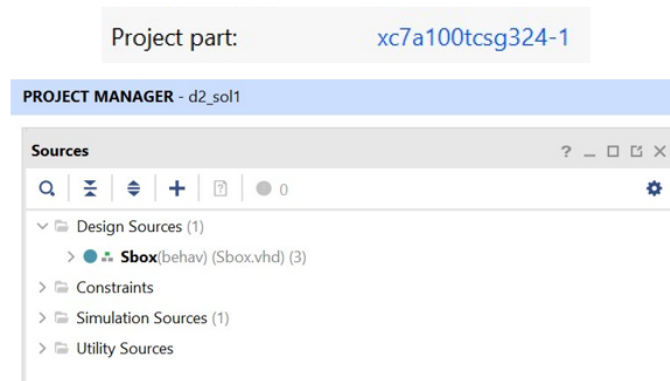 Project part: xc7a100tcsg324-1
PROJECT MANAGER - d2_sol1
Sources
? _
0
Design Sources (1)
Sbox(behav) (Sbox.vhd) (3)
Constraints
Simulation Sources (1)
Utility Sources